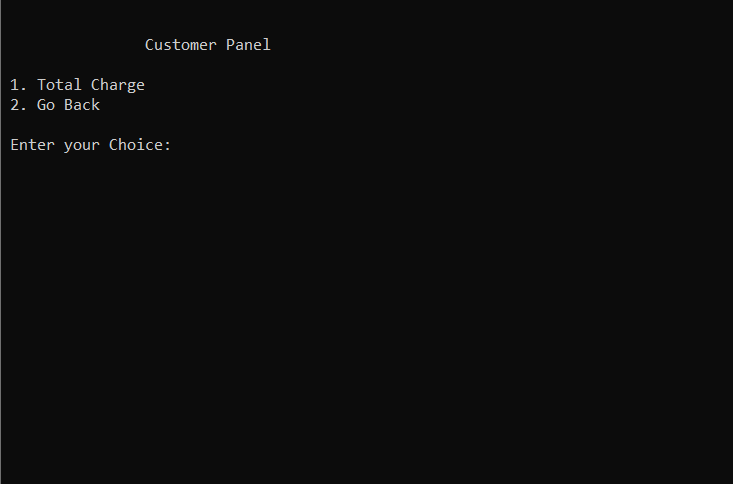 Customer Panel
1. Total Charge
2. Go Back
Enter your Choice: